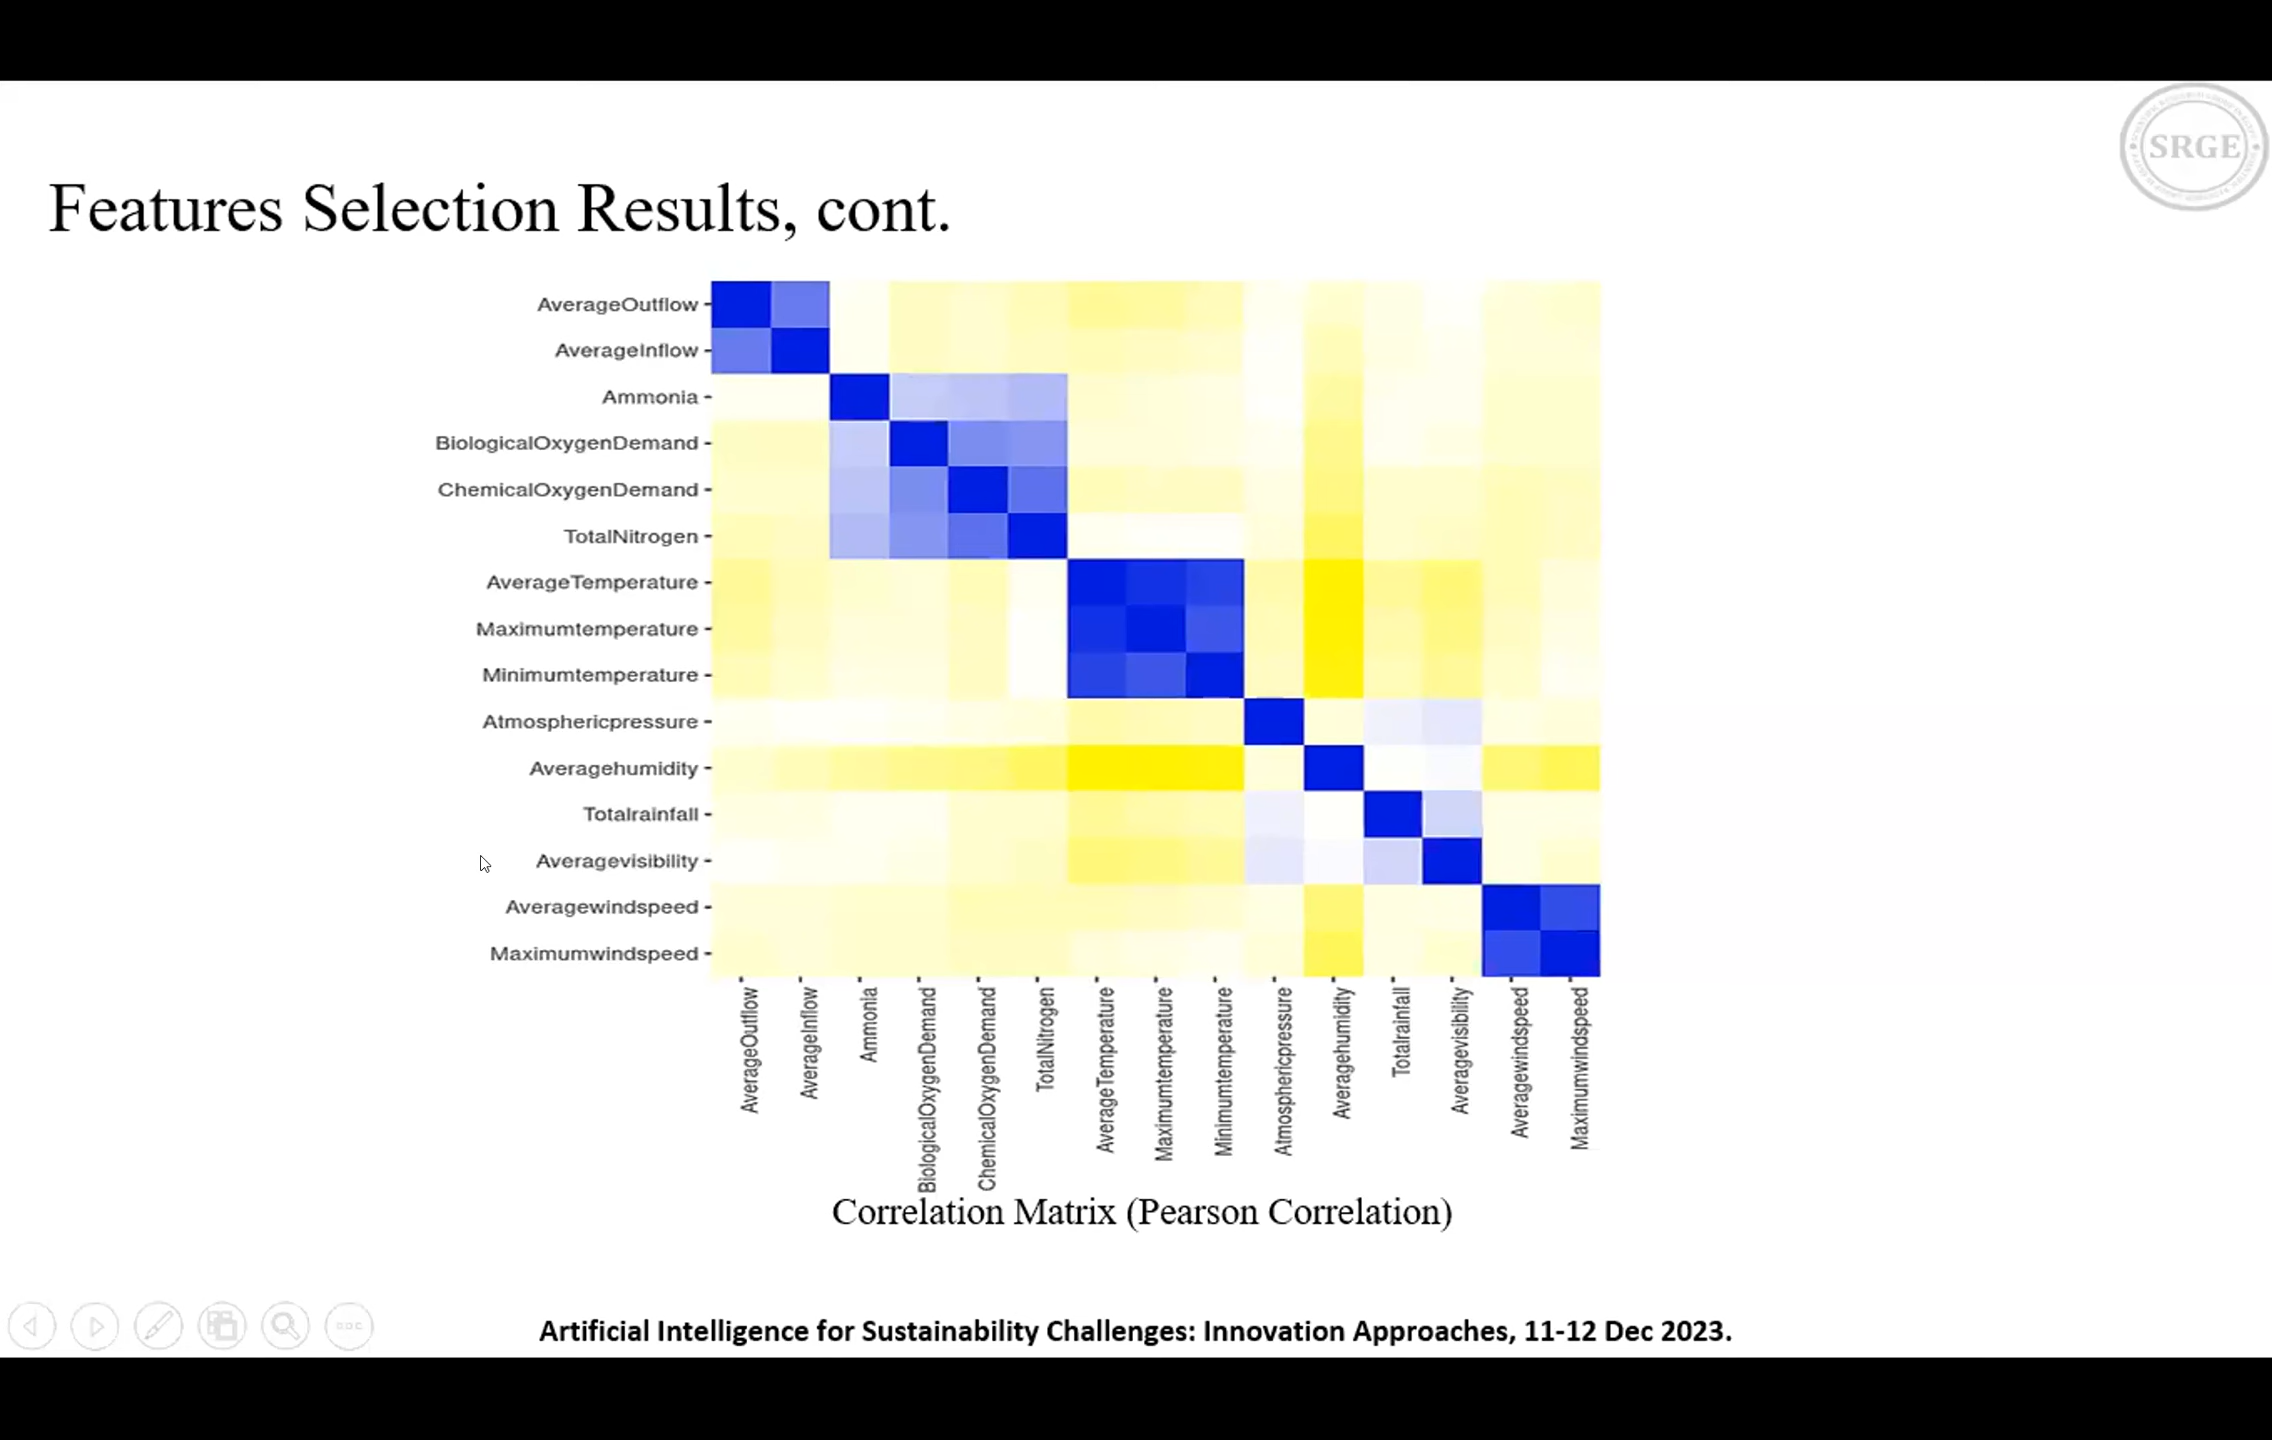 SRGE
Features Selection Results, cont.
AverageOutflow
AverageInflow
Ammonia
BiologicalOxygenDemand
ChemicalOxygenDemand
TotalNitrogen
AverageTemperature
Maximumtemperature
Minimumtemperature
Atmosphericpressure
Averagehumidity
Totalrainfall
Averagevisibility
Averagewindspeed
Maximumwindspeed
AverageOutflow
AverageInflow
Ammonia
BiologicalOxygenDemand
ChemicalOxygenDemand
TotalNitrogen
AverageTemperature
Maximumtemperature
Minimumtemperature
Atmosphericpressure
Averagehumidity
Totalrainfall
Averagevisibility
Averagewindspeed
Maximumwindspeed
Correlation Matrix (Pearson Correlation)
Artificial Intelligence for Sustainability Challenges: Innovation Approaches, 11-12 Dec 2023.